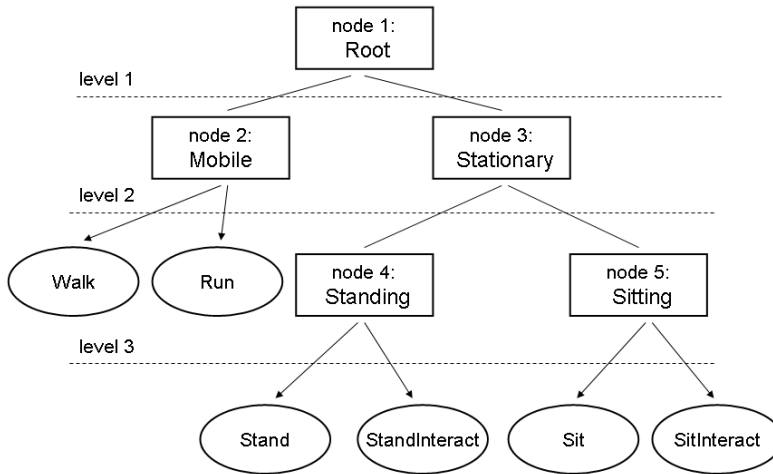 node 1:
Root
level 1
node 2:
Mobile
node 3:
Stationary
level 2
Walk
Run
node 4:
Standing
node 5:
Sitting
level 3
Stand
StandInteract
Sit
SitInteract